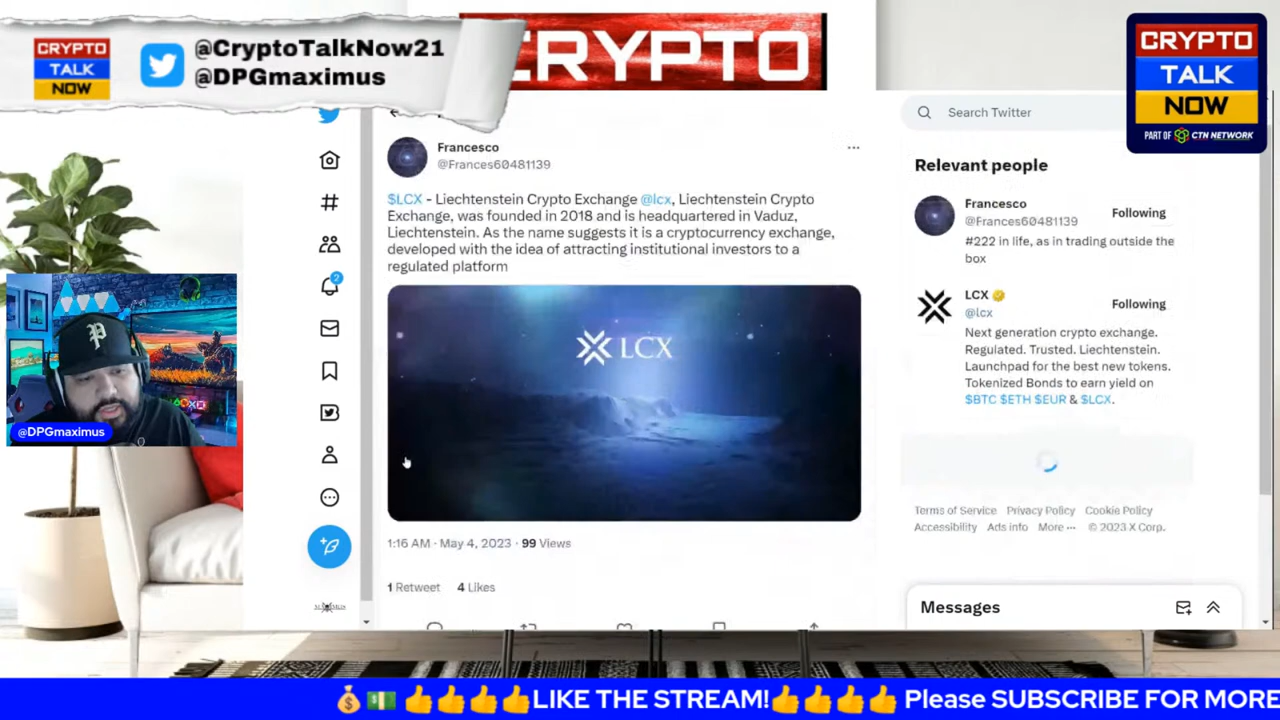 CRYPTO
TALK
NOW
@CryptoTalkNow21
@DPGmaximus
CRYPTO
CRYPTO
TALK
NOW
PART OF CTN NETWORK
Search Twitter
Francesco
@Frances60481139
$LCX - Liechtenstein Crypto Exchange @lcx, Liechtenstein Crypto
Exchange, was founded in 2018 and is headquartered in Vaduz,
Liechtenstein. As the name suggests it is a cryptocurrency exchange,
developed with the idea of attracting institutional investors to a
regulated platform
LCX
1:16 AM · May 4, 2023 · 99 Views
1 Retweet 4 Likes
2
Relevant people
Francesco
@Frances60481139
Following
#222 in life, as in trading outside the
box
LCX
@lcx
Following
Next generation crypto exchange.
Regulated. Trusted. Liechtenstein.
Launchpad for the best new tokens.
Tokenized Bonds to earn yield on
$BTC $ETH $EUR & $LCX.
Terms of Service Privacy Policy Cookie Policy
Accessibility Ads info More ··· © 2023 X Corp.
Messages
P
@DPGmaximus
LIKE THE STREAM! Please SUBSCRIBE FOR MORE